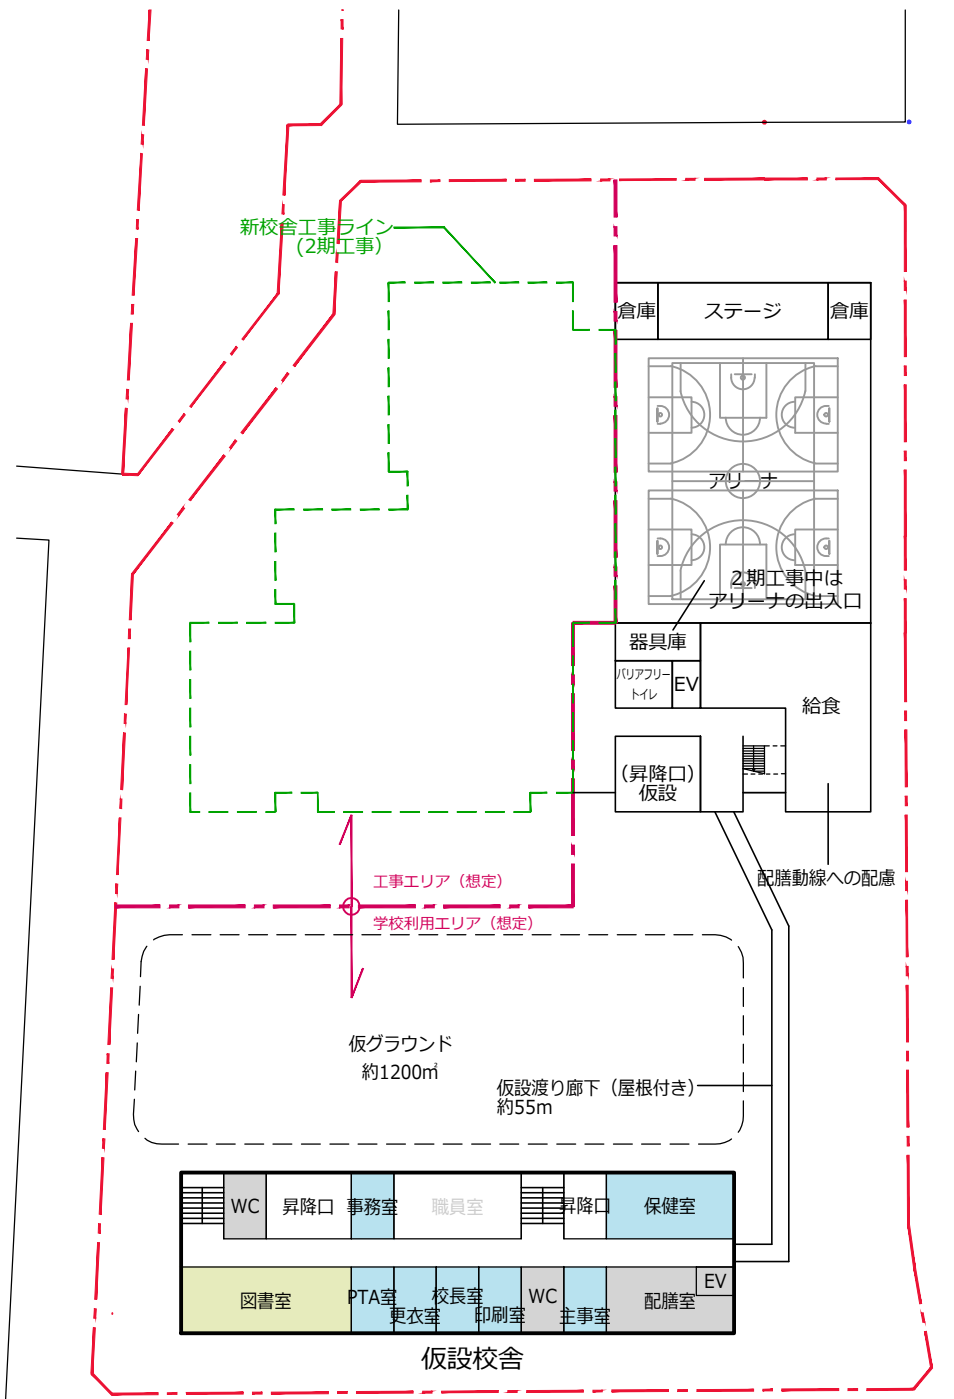 新校舎工事ライン
(2期工事)
倉庫
ステージ
倉庫
アリーナ
2期工事中は
アリーナの出入口
器具庫
バリアフリー
トイレ
EV
給食
(昇降口)
仮設
配膳動線への配慮
工事エリア（想定）
学校利用エリア（想定）
仮グラウンド
約1200㎡
仮設渡り廊下（屋根付き）
約55m
WC
昇降口
事務室
職員室
昇降口
保健室
図書室
PTA室
更衣室
校長室
印刷室
WC
主事室
配膳室
EV
仮設校舎